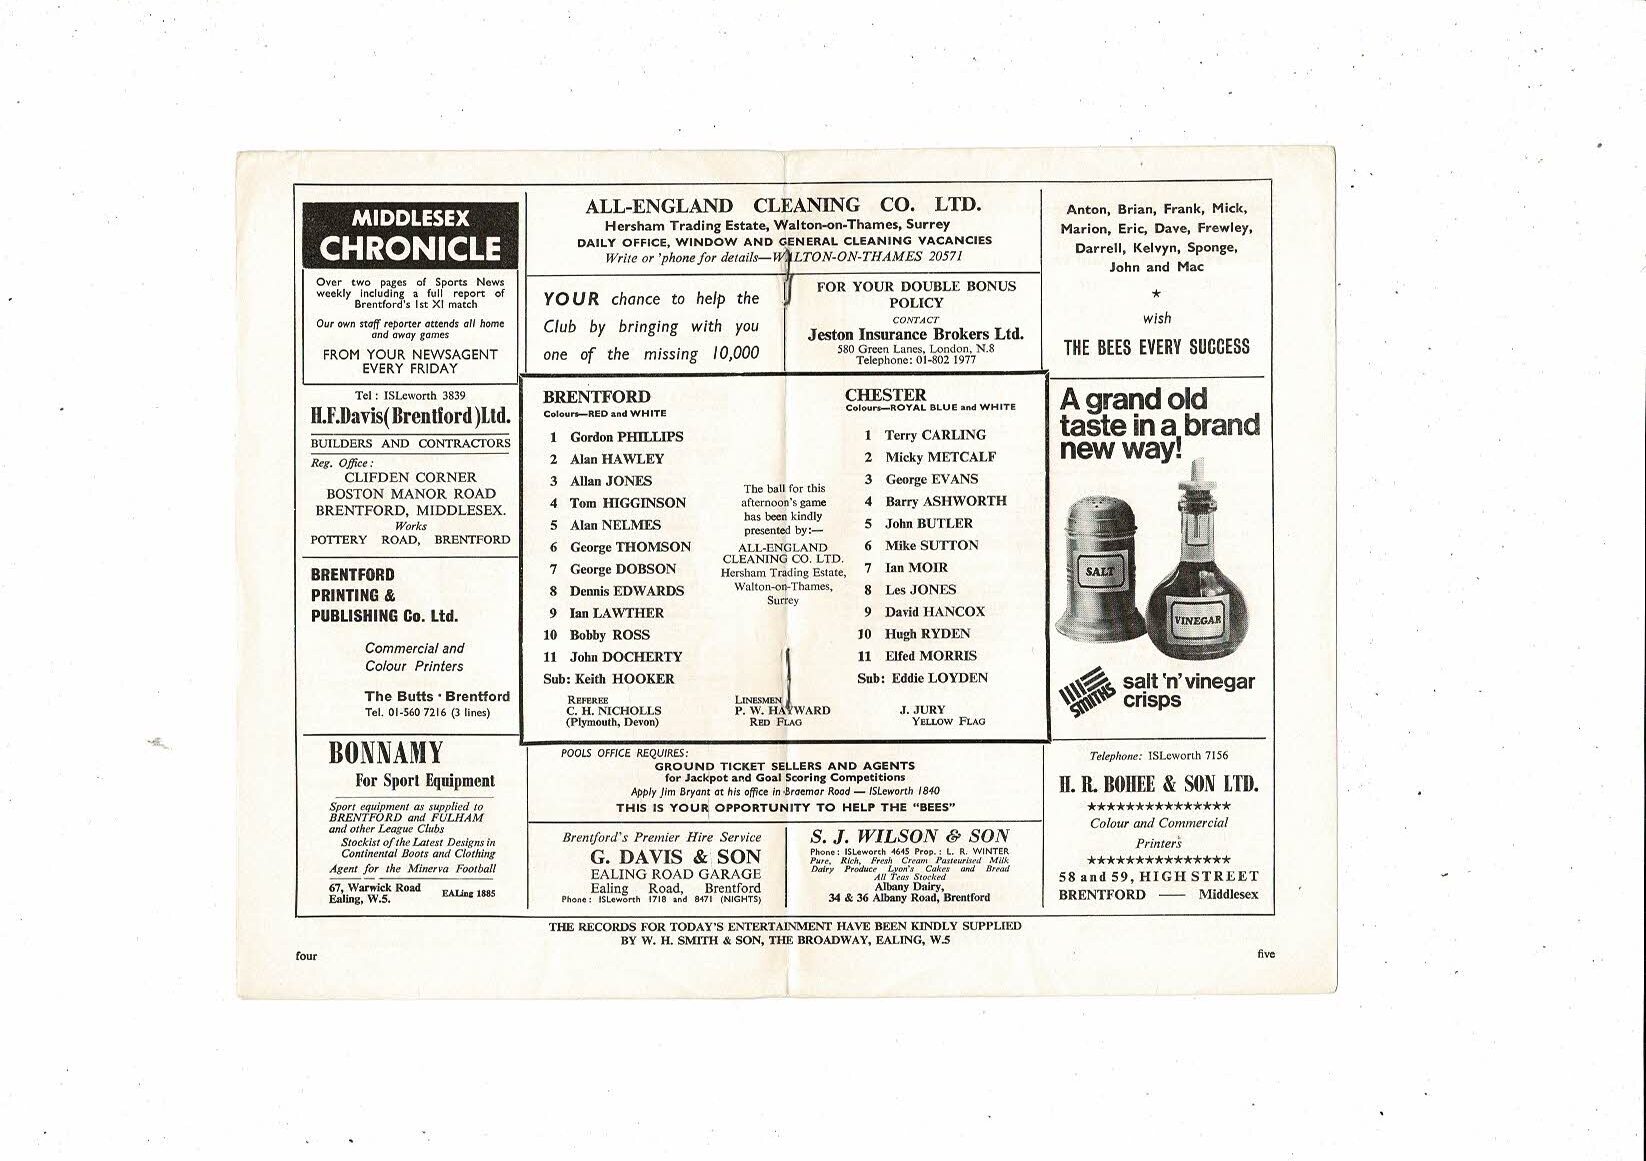 MIDDLESEX
CHRONICLE
Over two pages of Sports News
weekly including a full report of
Brentford's 1st XI match
Our own staff reporter attends all home
and away games
FROM YOUR NEWSAGENT
EVERY FRIDAY
Tel : ISLeworth 3839
H.F.Davis(Brentford)Ltd.
BUILDERS AND CONTRACTORS
Reg. Office :
CLIFDEN CORNER
BOSTON MANOR ROAD
BRENTFORD, MIDDLESEX.
Works
POTTERY ROAD, BRENTFORD
BRENTFORD
PRINTING &
PUBLISHING Co. Ltd.
Commercial and
Colour Printers
The Butts · Brentford
Tel. 01-560 7216 (3 lines)
BONNAMY
For Sport Equipment
Sport equipment as supplied to
BRENTFORD and FULHAM
and other League Clubs
Stockist of the Latest Designs in
Continental Boots and Clothing
Agent for the Minerva Football
67, Warwick Road
Ealing, W.5.
EALing 1885
ALL-ENGLAND CLEANING CO. LTD.
Hersham Trading Estate, Walton-on-Thames, Surrey
DAILY OFFICE, WINDOW AND GENERAL CLEANING VACANCIES
Write or 'phone for details—WALTON-ON-THAMES 20571
YOUR chance to help the
Club by bringing with you
one of the missing 10,000
FOR YOUR DOUBLE BONUS
POLICY
CONTACT
Jeston Insurance Brokers Ltd.
580 Green Lanes, London, N.8
Telephone: 01-802 1977
BRENTFORD
Colours—RED and WHITE
1 Gordon PHILLIPS
2 Alan HAWLEY
3 Allan JONES
4 Tom HIGGINSON
5 Alan NELMES
6 George THOMSON
7 George DOBSON
8 Dennis EDWARDS
9 Ian LAWTHER
10 Bobby ROSS
11 John DOCHERTY
Sub: Keith HOOKER
REFEREE
C. H. NICHOLLS
(Plymouth, Devon)
The ball for this
afternoon's game
has been kindly
presented by:—
ALL-ENGLAND
CLEANING CO. LTD.
Hersham Trading Estate,
Walton-on-Thames,
Surrey
LINESMEN
P. W. HAYWARD
RED FLAG
CHESTER
Colours—ROYAL BLUE and WHITE
1 Terry CARLING
2 Micky METCALF
3 George EVANS
4 Barry ASHWORTH
5 John BUTLER
6 Mike SUTTON
7 Ian MOIR
8 Les JONES
9 David HANCOX
10 Hugh RYDEN
11 Elfed MORRIS
Sub: Eddie LOYDEN
J. JURY
YELLOW FLAG
POOLS OFFICE REQUIRES:
GROUND TICKET SELLERS AND AGENTS
for Jackpot and Goal Scoring Competitions
Apply Jim Bryant at his office in Braemar Road — ISLeworth 1840
THIS IS YOUR OPPORTUNITY TO HELP THE "BEES"
Brentford's Premier Hire Service
G. DAVIS & SON
EALING ROAD GARAGE
Ealing Road, Brentford
Phone : ISLeworth 1718 and 8471 (NIGHTS)
S. J. WILSON & SON
Phone : ISLeworth 4645 Prop. : L. R. WINTER
Pure, Rich, Fresh Cream Pasteurised Milk
Dairy Produce Lyon's Cakes and Bread
All Teas Stocked
Albany Dairy,
34 & 36 Albany Road, Brentford
Anton, Brian, Frank, Mick,
Marion, Eric, Dave, Frewley,
Darrell, Kelvyn, Sponge,
John and Mac
★
wish
THE BEES EVERY SUCCESS
A grand old
taste in a brand
new way!
SALT
VINEGAR
SMITHS
salt 'n' vinegar
crisps
Telephone: ISLeworth 7156
H. R. BOHEE & SON LTD.
★★★★★★★★★★★★★★★
Colour and Commercial
Printers
★★★★★★★★★★★★★★★
58 and 59, HIGH STREET
BRENTFORD —— Middlesex
THE RECORDS FOR TODAY'S ENTERTAINMENT HAVE BEEN KINDLY SUPPLIED
BY W. H. SMITH & SON, THE BROADWAY, EALING, W.5
four
five